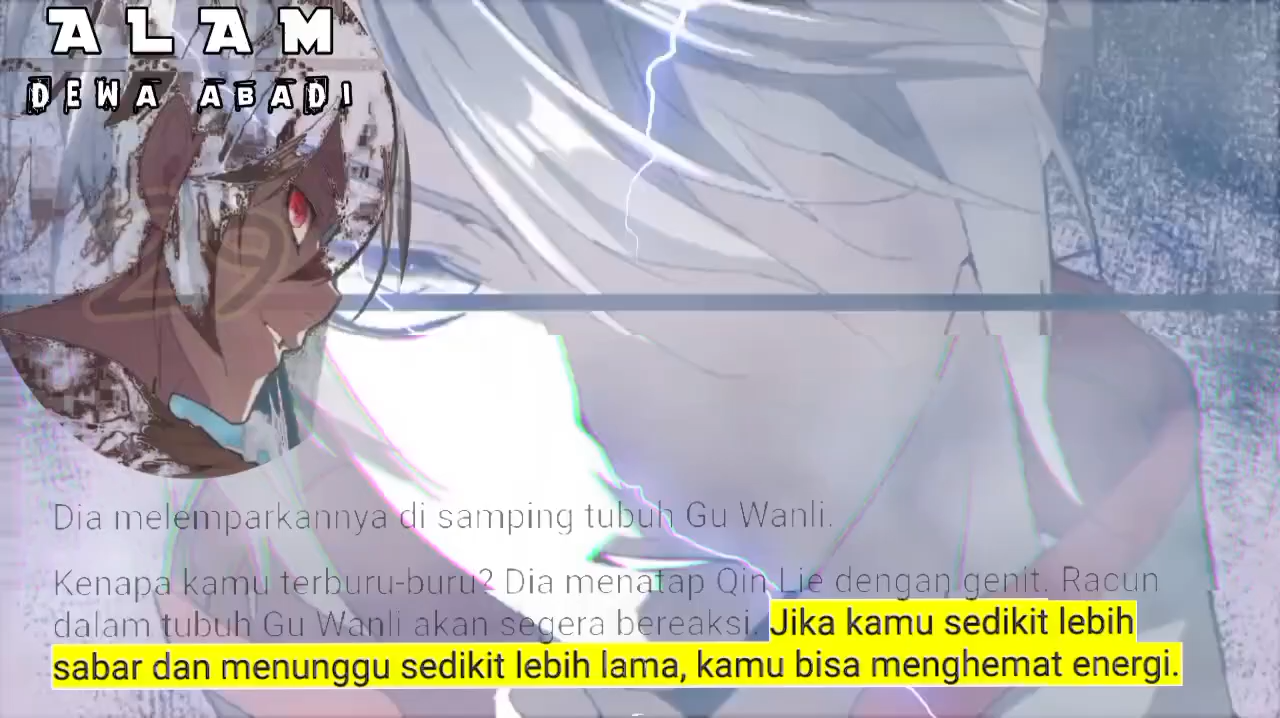 ALAM
DEWA ABADI
29
Dia melemparkannya di samping tubuh Gu Wanli.
Kenapa kamu terburu-buru? Dia menatap Qin Lie dengan genit. Racun
dalam tubuh Gu Wanli akan segera bereaksi. Jika kamu sedikit lebih
sabar dan menunggu sedikit lebih lama, kamu bisa menghemat energi.